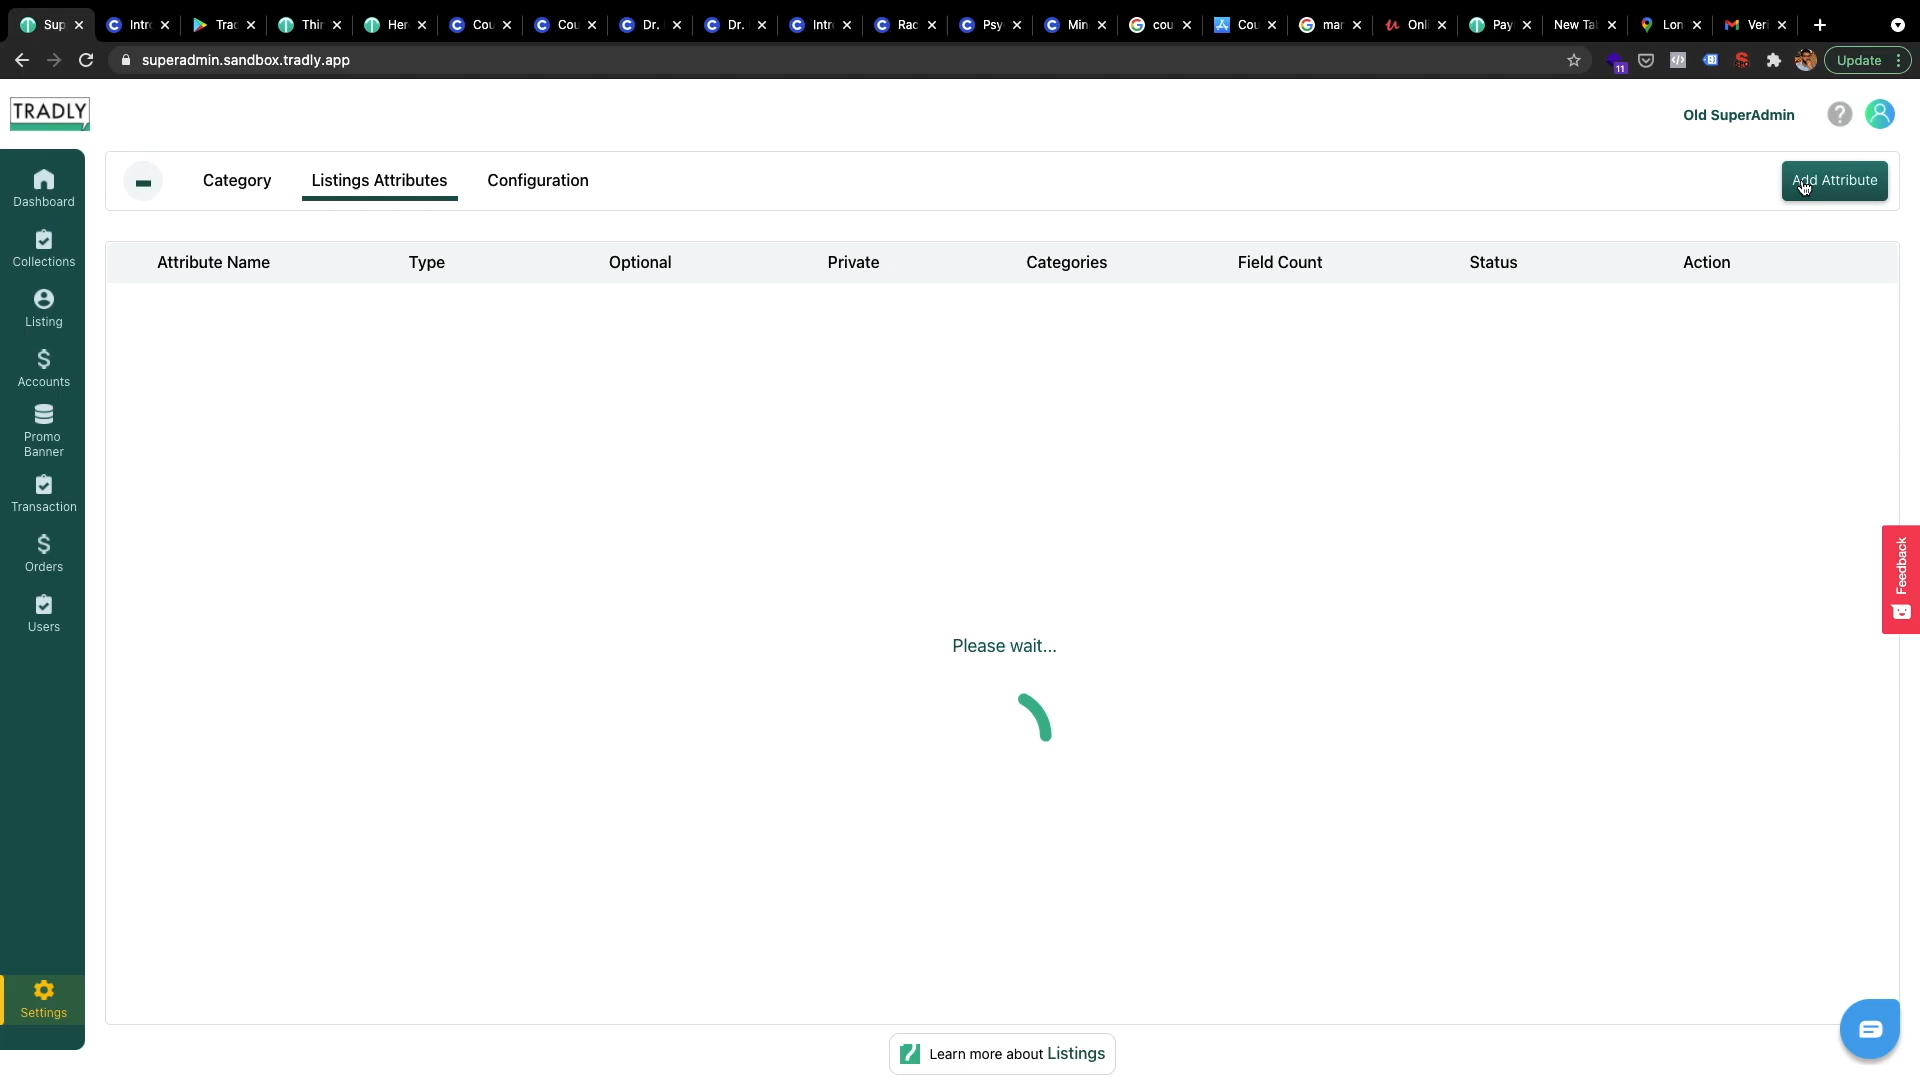 Sup
Intr
Trac
Thir
Her
Cou
Cou
Dr.
Dr.
Intr
Rac
Psy
Min
cou
Cou
mar
Onli
Pay
New Ta
Lon
Veri
superadmin.sandbox.tradly.app
11
Update
TRADLY
Old SuperAdmin
?
Category
Listings Attributes
Configuration
Add Attribute
Dashboard
Collections
Listing
Accounts
Promo
Banner
Transaction
Orders
Users
Settings
Attribute Name
Type
Optional
Private
Categories
Field Count
Status
Action
Please wait...
Feedback
Learn more about Listings